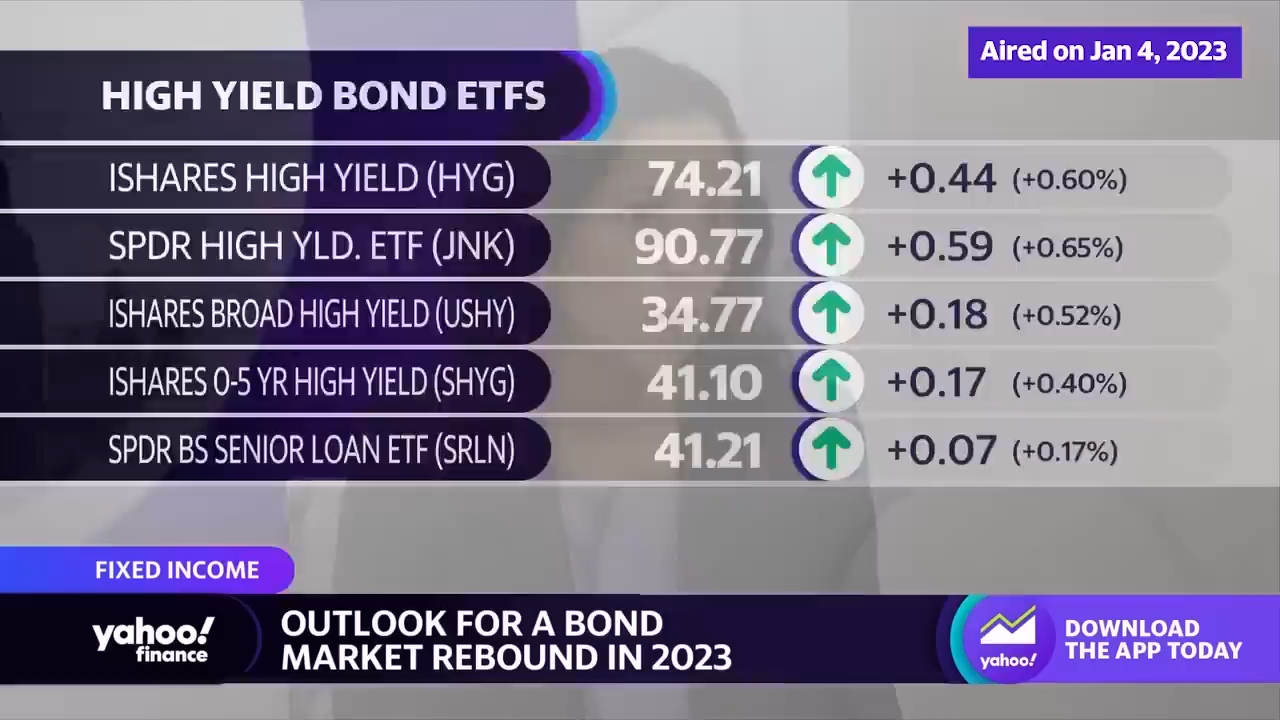 Aired on Jan 4, 2023
HIGH YIELD BOND ETFS
ISHARES HIGH YIELD (HYG) 74.21 +0.44 (+0.60%)
SPDR HIGH YLD. ETF (JNK) 90.77 +0.59 (+0.65%)
ISHARES BROAD HIGH YIELD (USHY) 34.77 +0.18 (+0.52%)
ISHARES 0-5 YR HIGH YIELD (SHYG) 41.10 +0.17 (+0.40%)
SPDR BS SENIOR LOAN ETF (SRLN) 41.21 +0.07 (+0.17%)
FIXED INCOME
yahoo!
finance
OUTLOOK FOR A BOND
MARKET REBOUND IN 2023
yahoo!
DOWNLOAD
THE APP TODAY